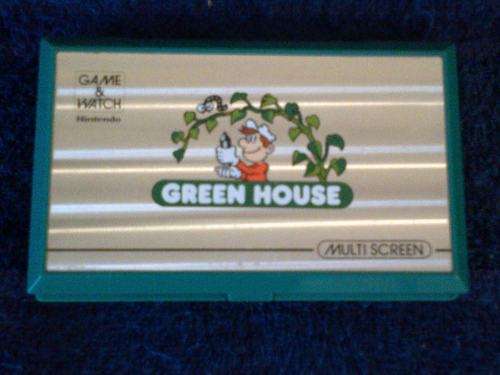 GAME
&
WATCH
Nintendo
GREEN HOUSE
MULTI SCREEN